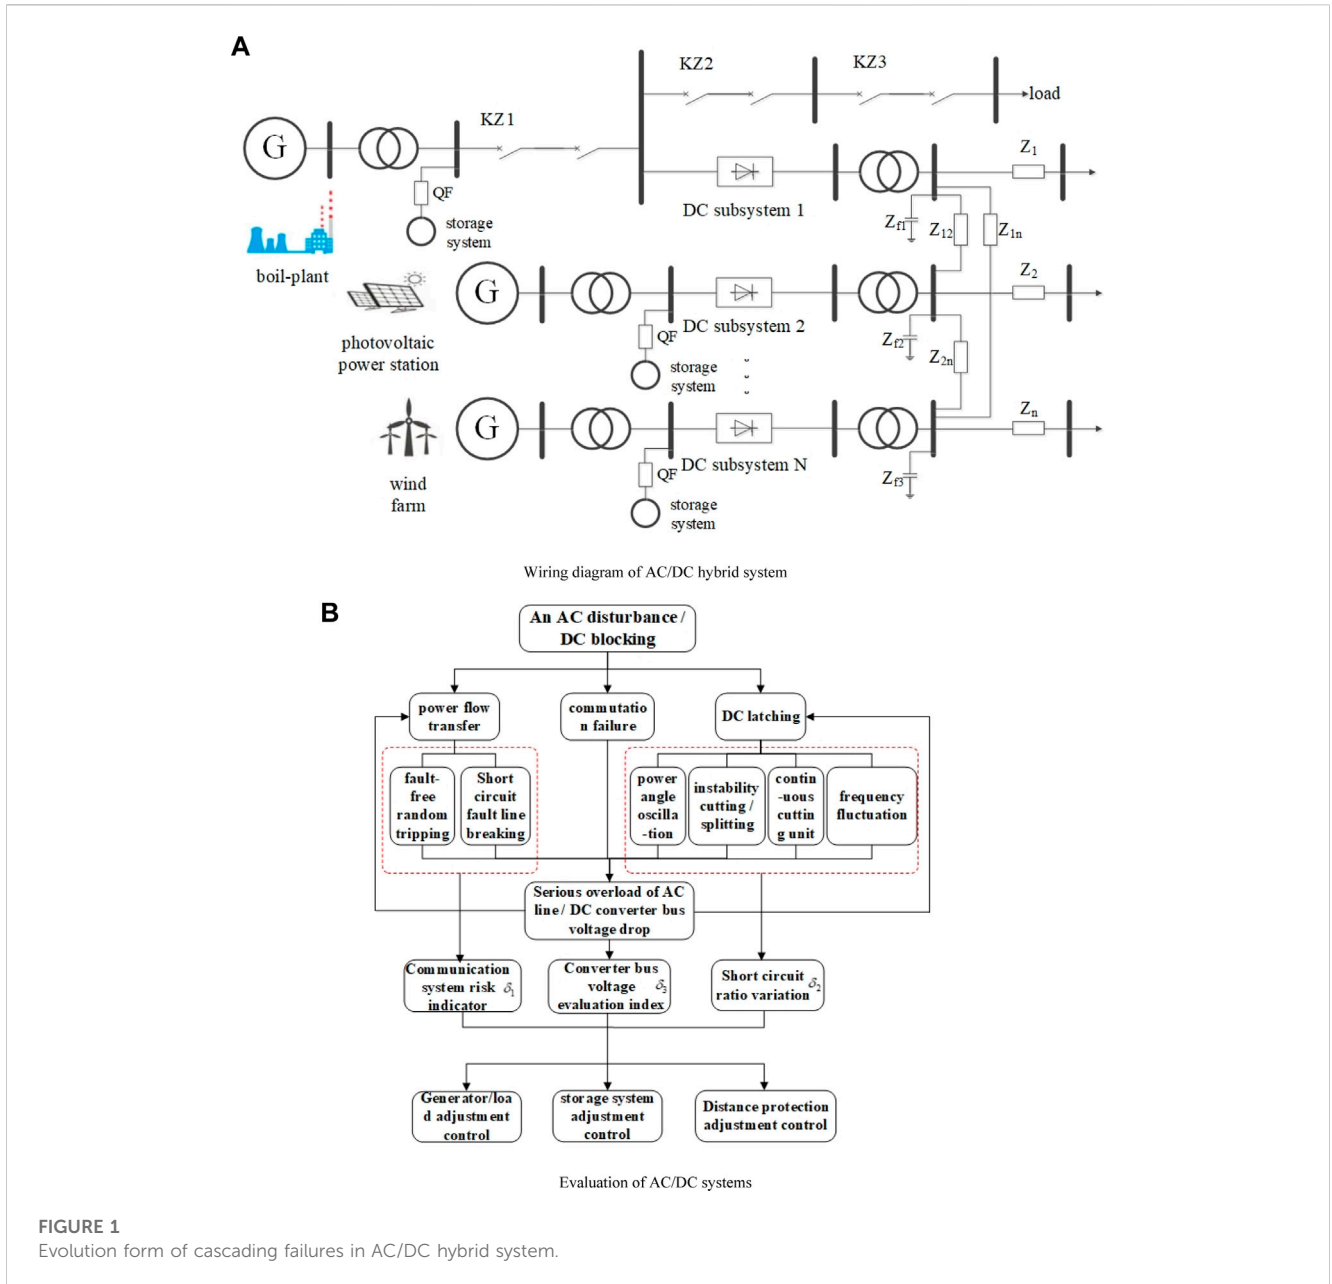 A
KZ1
KZ2
KZ3
load
G
QF
storage
system
boil-plant
DC subsystem 1
Z1
Zf1
Z12
Z1n
photovoltaic
power station
G
QF
storage
system
DC subsystem 2
Z2
Zf2
Z2n
wind
farm
G
QF
storage
system
DC subsystem N
Zn
Zf3
Wiring diagram of AC/DC hybrid system
B
An AC disturbance /
DC blocking
power flow
transfer
commutatio
n failure
DC latching
fault-
free
random
tripping
Short
circuit
fault line
breaking
power
angle
oscilla
-tion
instability
cutting /
splitting
contin
-uous
cuttin
g unit
frequency
fluctuation
Serious overload of AC
line / DC converter bus
voltage drop
Communication
system risk δ1
indicator
Converter bus
voltage δ3
evaluation index
Short circuit δ2
ratio variation
Generator/loa
d adjustment
control
storage system
adjustment
control
Distance protection
adjustment control
Evaluation of AC/DC systems
FIGURE 1
Evolution form of cascading failures in AC/DC hybrid system.